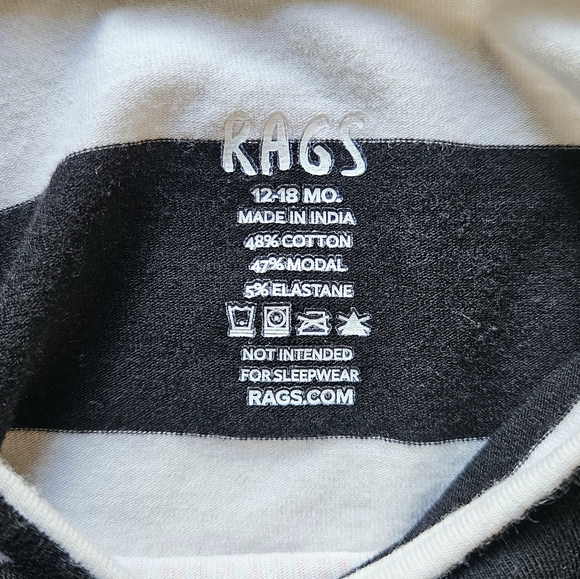 RAGS
12-18 MO.
MADE IN INDIA
48% COTTON
47% MODAL
5% ELASTANE
NOT INTENDED
FOR SLEEPWEAR
RAGS.COM